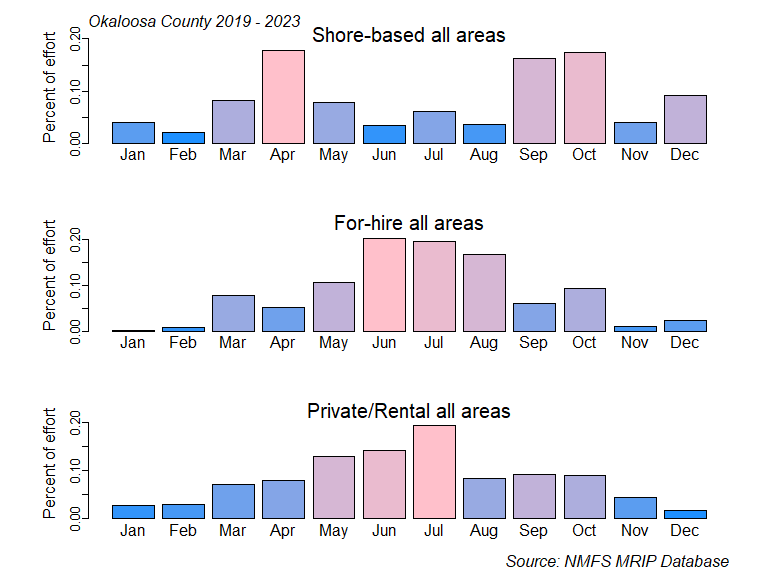 Okaloosa County 2019 - 2023
Shore-based all areas
Percent of effort
0.00 0.10 0.20
Jan Feb Mar Apr May Jun Jul Aug Sep Oct Nov Dec
For-hire all areas
Percent of effort
0.00 0.10 0.20
Jan Feb Mar Apr May Jun Jul Aug Sep Oct Nov Dec
Private/Rental all areas
Percent of effort
0.00 0.10 0.20
Jan Feb Mar Apr May Jun Jul Aug Sep Oct Nov Dec
Source: NMFS MRIP Database